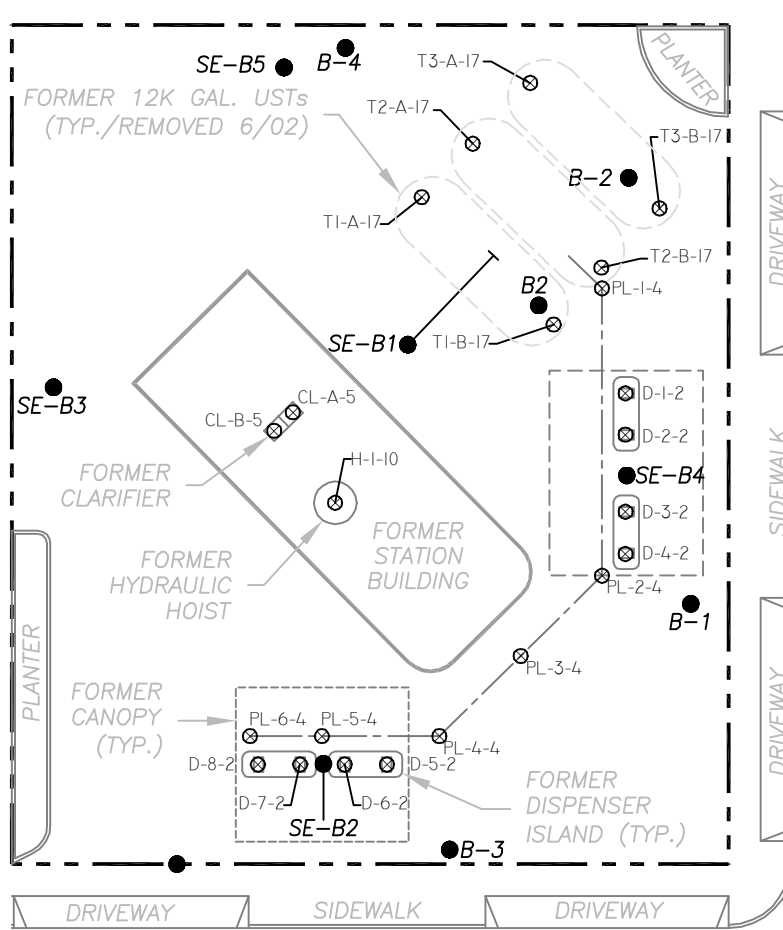 SE-B5
B-4
T3-A-17
PLANTER
FORMER 12K GAL. USTs
(TYP./REMOVED 6/02)
T2-A-17
T3-B-17
B-2
DRIVEWAY
T1-A-17
T2-B-17
B2
PL-1-4
SE-B1
T1-B-17
SE-B3
CL-A-5
CL-B-5
D-1-2
D-2-2
SIDEWALK
H-1-10
FORMER
CLARIFIER
SE-B4
D-3-2
D-4-2
FORMER
STATION
BUILDING
FORMER
HYDRAULIC
HOIST
PL-2-4
B-1
PLANTER
PL-3-4
DRIVEWAY
FORMER
CANOPY
(TYP.)
PL-6-4
PL-5-4
PL-4-4
D-8-2
D-5-2
D-7-2
D-6-2
SE-B2
FORMER
DISPENSER
ISLAND (TYP.)
B-3
DRIVEWAY
SIDEWALK
DRIVEWAY